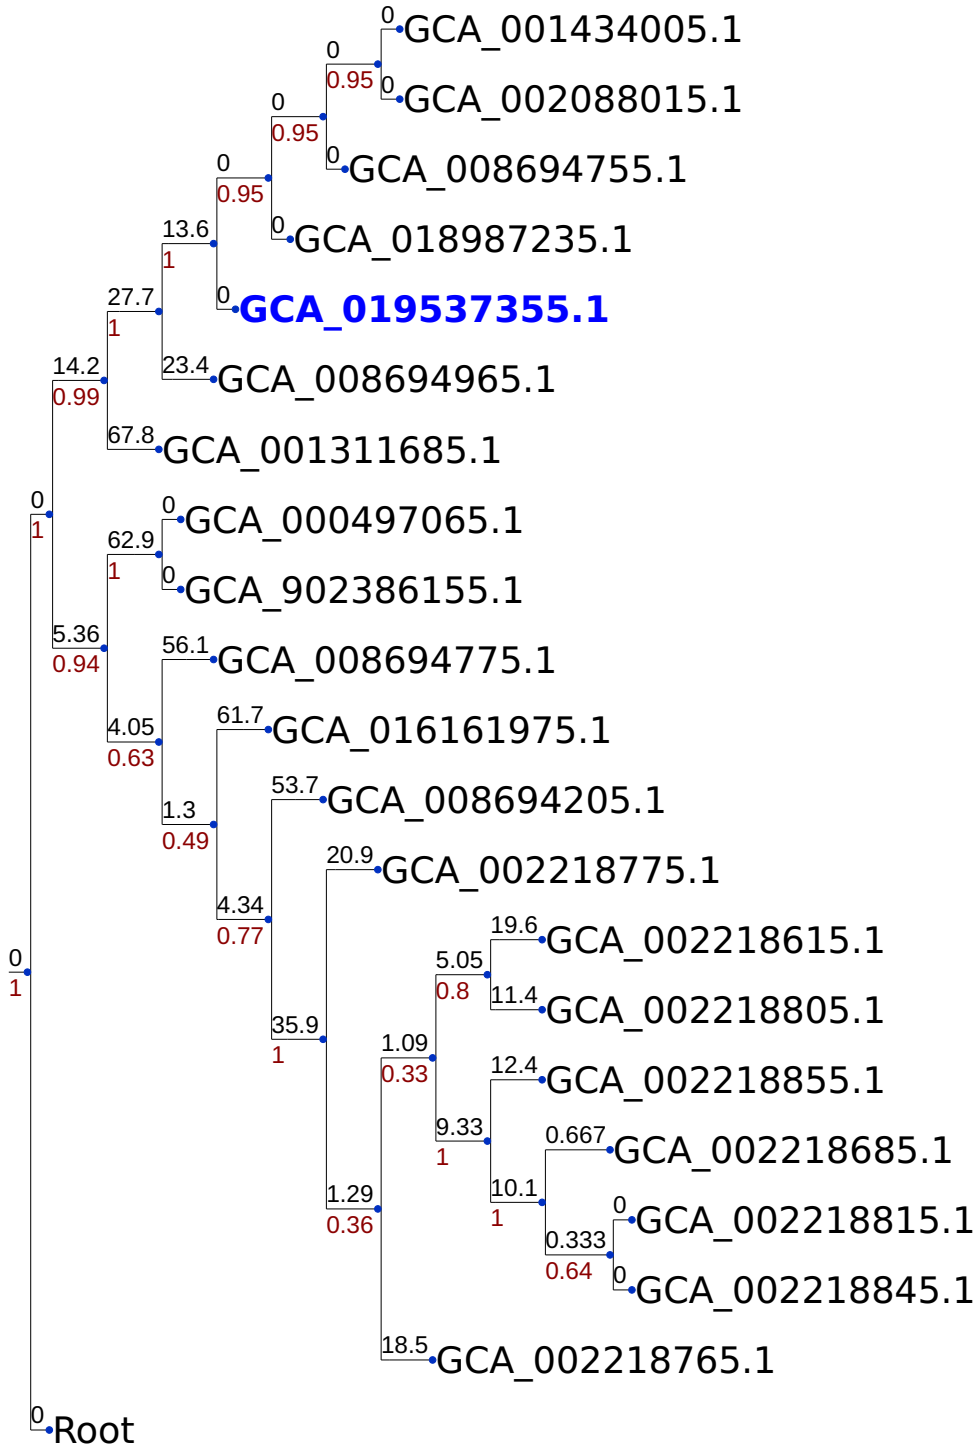 0
GCA_001434005.1
0
0.95
0
GCA_002088015.1
0
0.95
0
GCA_008694755.1
0
0.95
0
GCA_018987235.1
13.6
1
0
GCA_019537355.1
27.7
1
23.4
GCA_008694965.1
14.2
0.99
67.8
GCA_001311685.1
0
1
0
GCA_000497065.1
62.9
1
0
GCA_902386155.1
5.36
0.94
56.1
GCA_008694775.1
4.05
0.63
61.7
GCA_016161975.1
1.3
0.49
53.7
GCA_008694205.1
4.34
0.77
20.9
GCA_002218775.1
0
1
19.6
GCA_002218615.1
5.05
0.8
11.4
GCA_002218805.1
35.9
1
1.09
0.33
12.4
GCA_002218855.1
9.33
1
0.667
GCA_002218685.1
10.1
1
1.29
0.36
0
GCA_002218815.1
0.333
0.64
0
GCA_002218845.1
18.5
GCA_002218765.1
0
Root